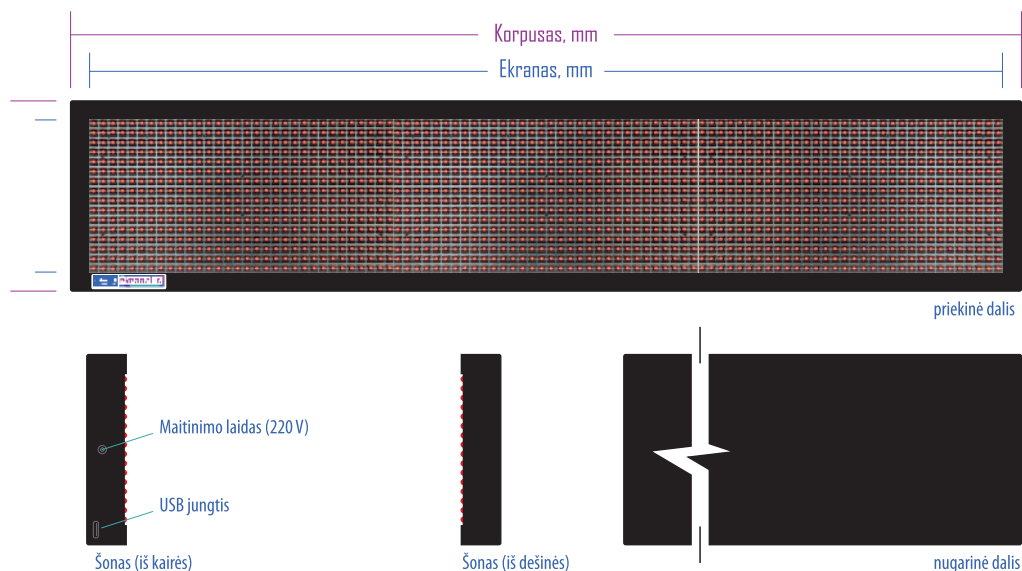 Korpusas, mm
Ekranas, mm
priekinė dalis
Maitinimo laidas (220 V)
USB jungtis
Šonas (iš kairės)
Šonas (iš dešinės)
nugarinė dalis